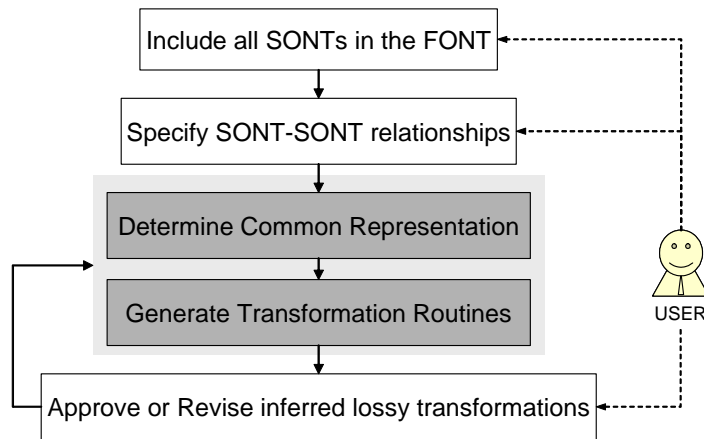 Include all SONTs in the FONT
Specify SONT-SONT relationships
Determine Common Representation
Generate Transformation Routines
USER
Approve or Revise inferred lossy transformations